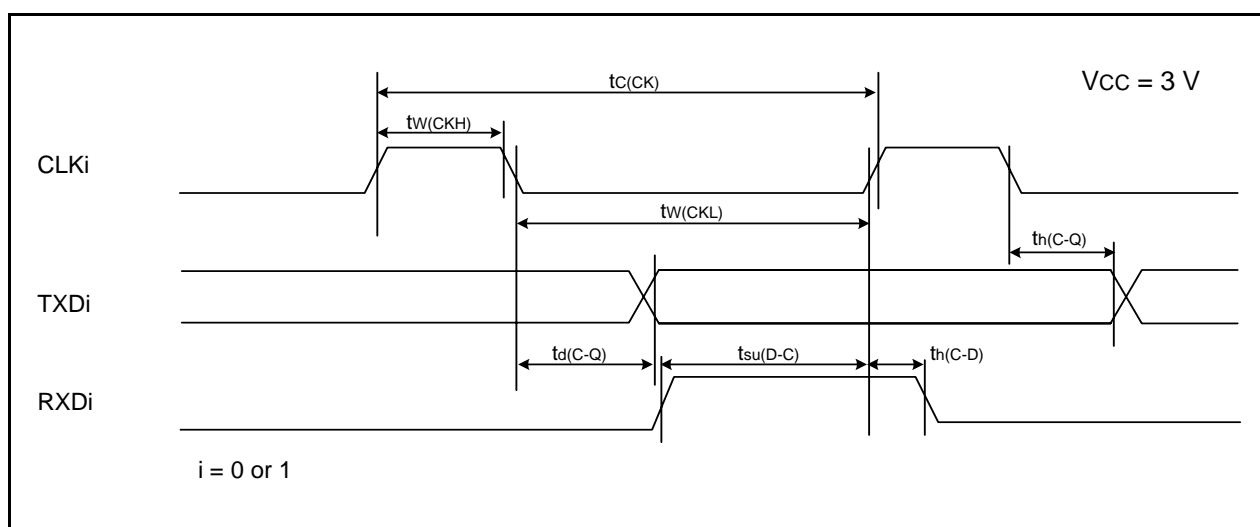 tC(CK)
VCC = 3 V
tW(CKH)
CLKi
tW(CKL)
th(C-Q)
TXDi
td(C-Q)
tsu(D-C)
th(C-D)
RXDi
i = 0 or 1